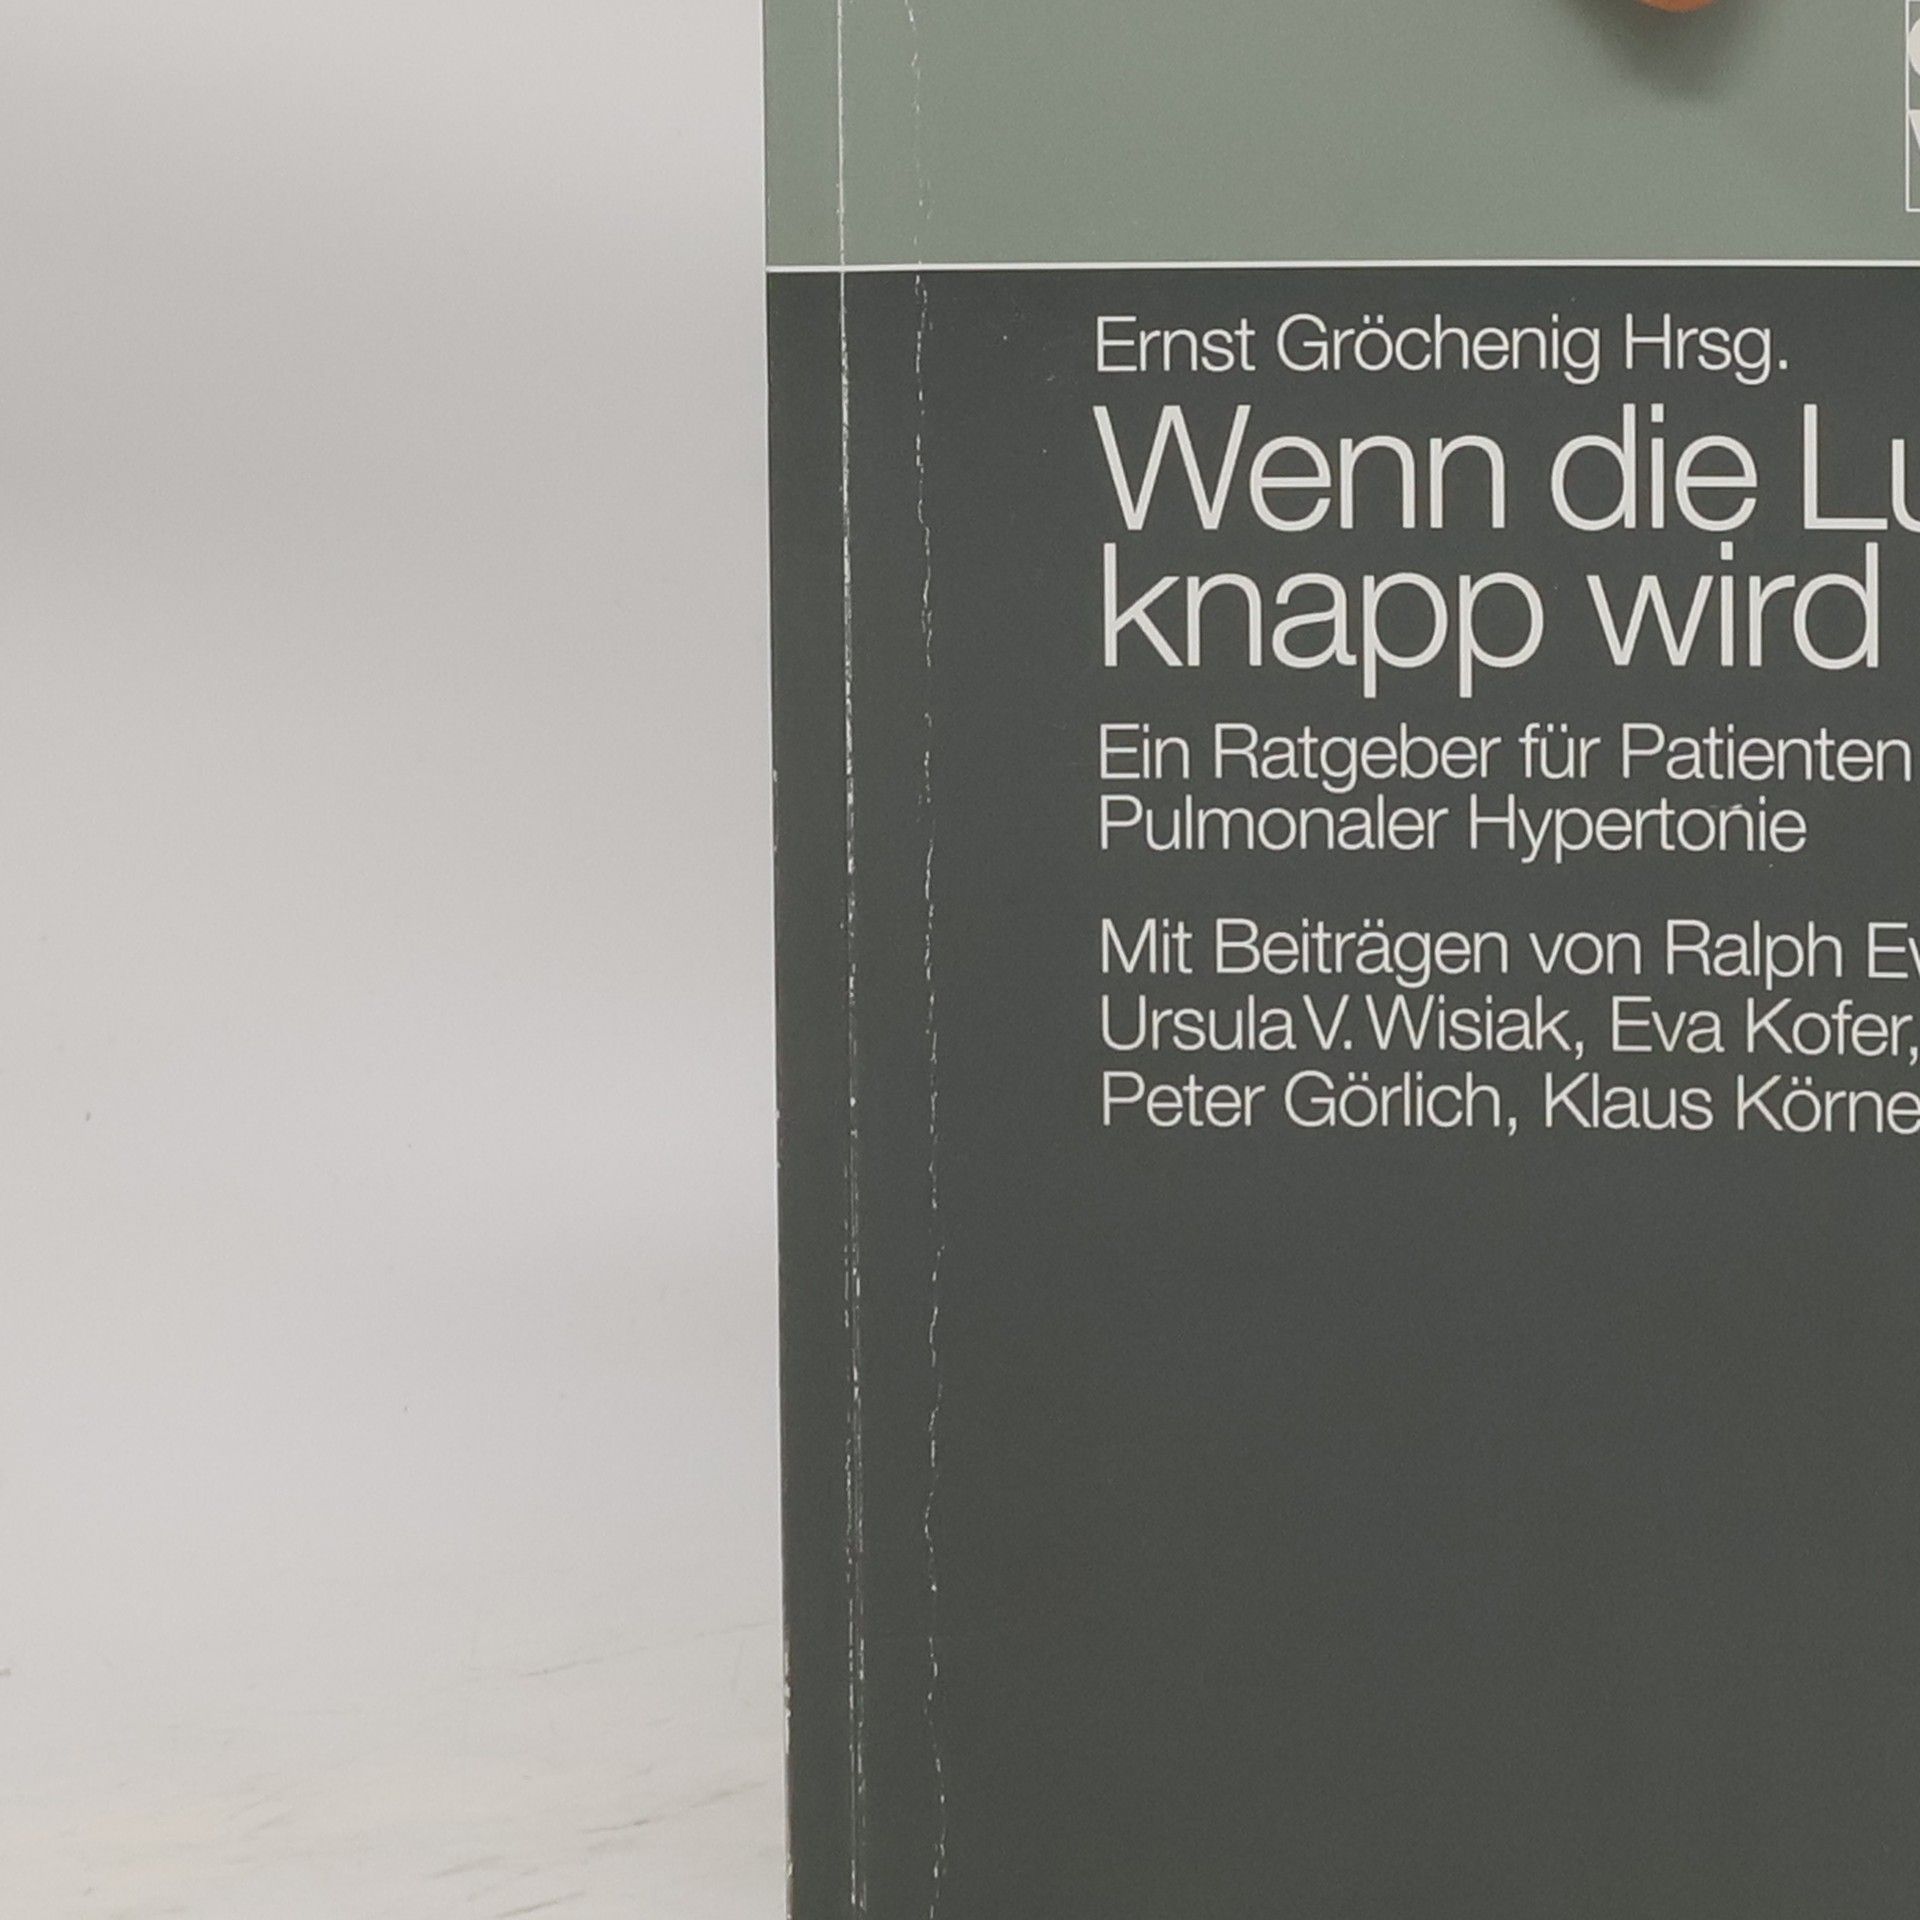 Ernst Gröchenig Hrsg.
Wenn die
knapp wird
Ein Ratgeber für Patienten
Pulmonaler Hypertonie
Mit Beiträgen von Ralph
Ursula V. Wisiak, Eva Kofer,
Peter Görlich, Klaus